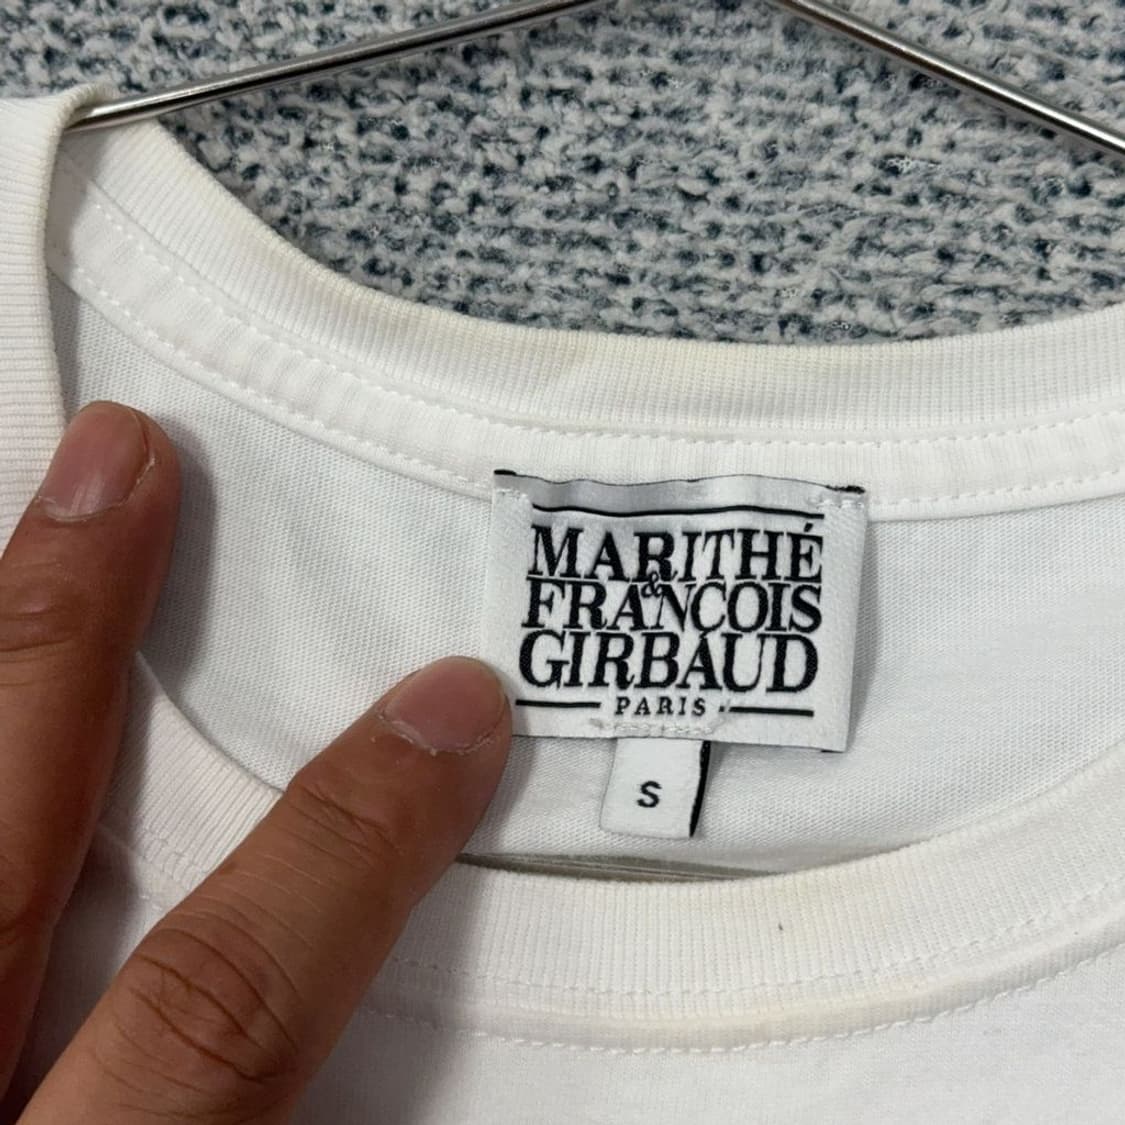 MARITHÉ
&
FRANÇOIS
GIRBAUD
PARIS
S